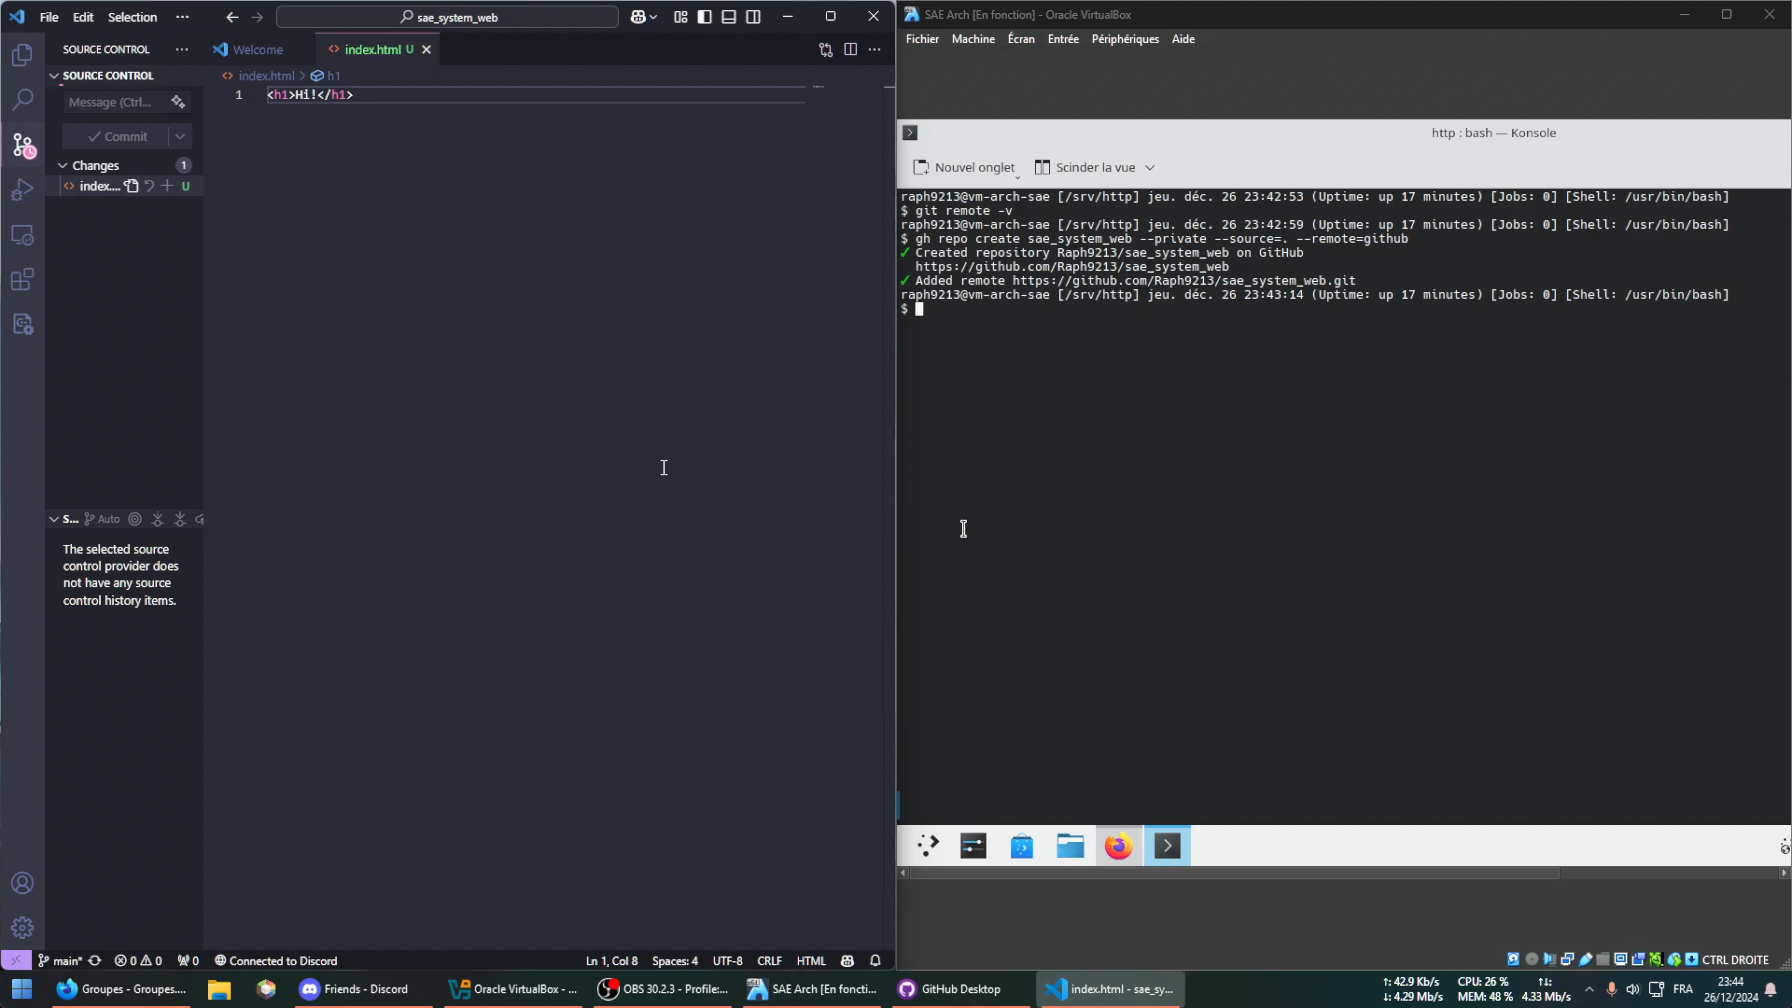 File Edit Selection ···
sae_system_web
SOURCE CONTROL ···
Welcome
index.html U
SOURCE CONTROL
index.html > h1
Message (Ctrl...
1 <h1>Hi!</h1>
Commit
Changes 1
index.... U
S... Auto
The selected source
control provider does
not have any source
control history items.
main* 0 0 0 Connected to Discord Ln 1, Col 8 Spaces: 4 UTF-8 CRLF HTML
SAE Arch [En fonction] - Oracle VirtualBox
Fichier Machine Écran Entrée Périphériques Aide
http : bash — Konsole
Nouvel onglet Scinder la vue
raph9213@vm-arch-sae [/srv/http] jeu. déc. 26 23:42:53 (Uptime: up 17 minutes) [Jobs: 0] [Shell: /usr/bin/bash]
$ git remote -v
raph9213@vm-arch-sae [/srv/http] jeu. déc. 26 23:42:59 (Uptime: up 17 minutes) [Jobs: 0] [Shell: /usr/bin/bash]
$ gh repo create sae_system_web --private --source=. --remote=github
✓ Created repository Raph9213/sae_system_web on GitHub
https://github.com/Raph9213/sae_system_web
✓ Added remote https://github.com/Raph9213/sae_system_web.git
raph9213@vm-arch-sae [/srv/http] jeu. déc. 26 23:43:14 (Uptime: up 17 minutes) [Jobs: 0] [Shell: /usr/bin/bash]
$
CTRL DROITE
Groupes - Groupes....
Friends - Discord
Oracle VirtualBox - ...
OBS 30.2.3 - Profile:...
SAE Arch [En fonctio...
GitHub Desktop
index.html - sae_sy...
↑: 42.9 Kb/s CPU: 26 % ↑↓:
↓: 4.29 Mb/s MEM: 48 % 4.33 Mb/s
FRA
23:44
26/12/2024